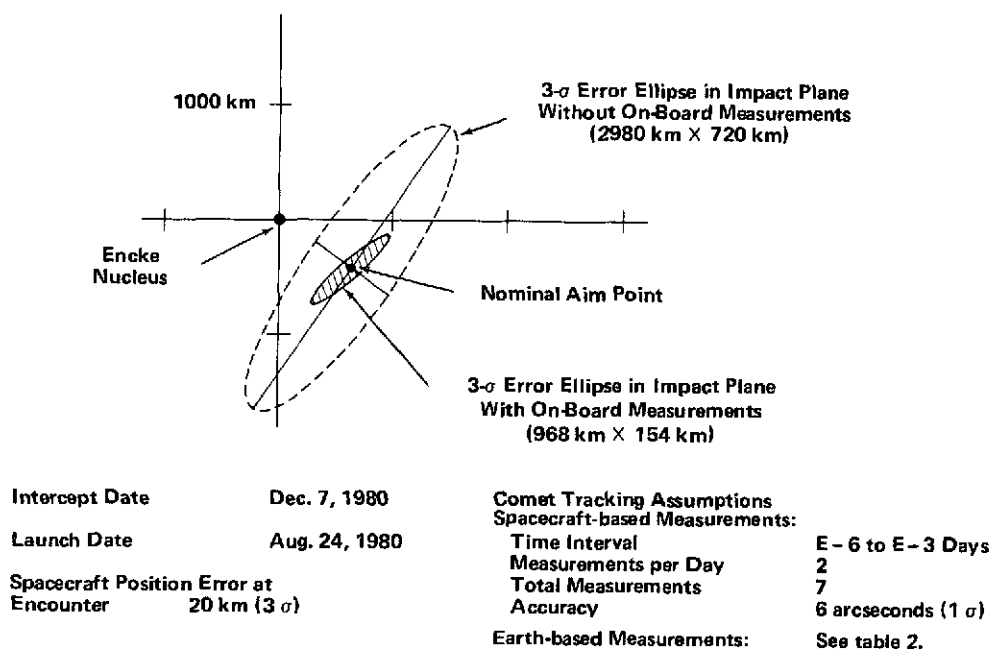 1000 km
3-σ Error Ellipse in Impact Plane
Without On-Board Measurements
(2980 km X 720 km)
Encke
Nucleus
Nominal Aim Point
3-σ Error Ellipse in Impact Plane
With On-Board Measurements
(968 km X 154 km)
Intercept Date Dec. 7, 1980
Launch Date Aug. 24, 1980
Spacecraft Position Error at
Encounter 20 km (3 σ)
Comet Tracking Assumptions
Spacecraft-based Measurements:
Time Interval E – 6 to E – 3 Days
Measurements per Day 2
Total Measurements 7
Accuracy 6 arcseconds (1 σ)
Earth-based Measurements: See table 2.